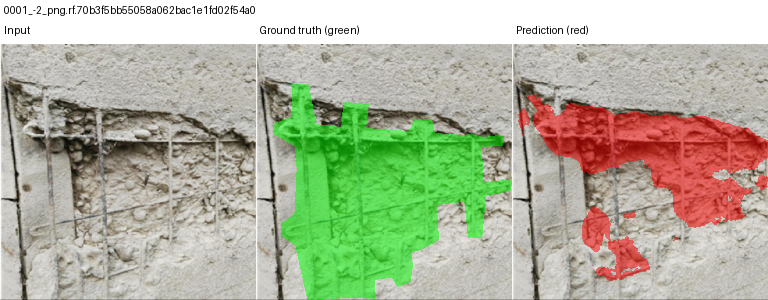 0001_-2_png.rf.70b3f5bb55058a062bac1e1fd02f54a0
Input
Ground truth (green)
Prediction (red)